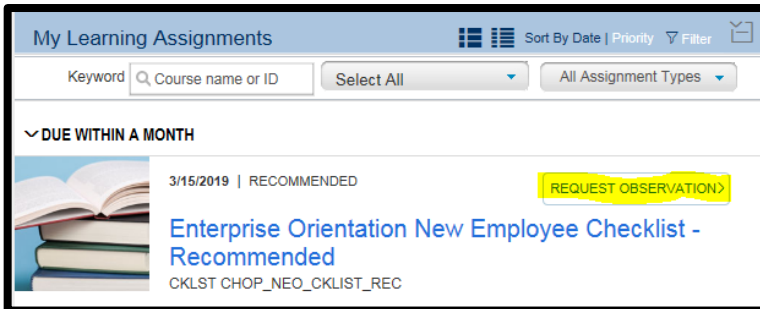 My Learning Assignments Sort By Date | Priority Filter
Keyword Course name or ID Select All All Assignment Types
DUE WITHIN A MONTH
3/15/2019 | RECOMMENDED REQUEST OBSERVATION>
Enterprise Orientation New Employee Checklist -
Recommended
CKLST CHOP_NEO_CKLIST_REC